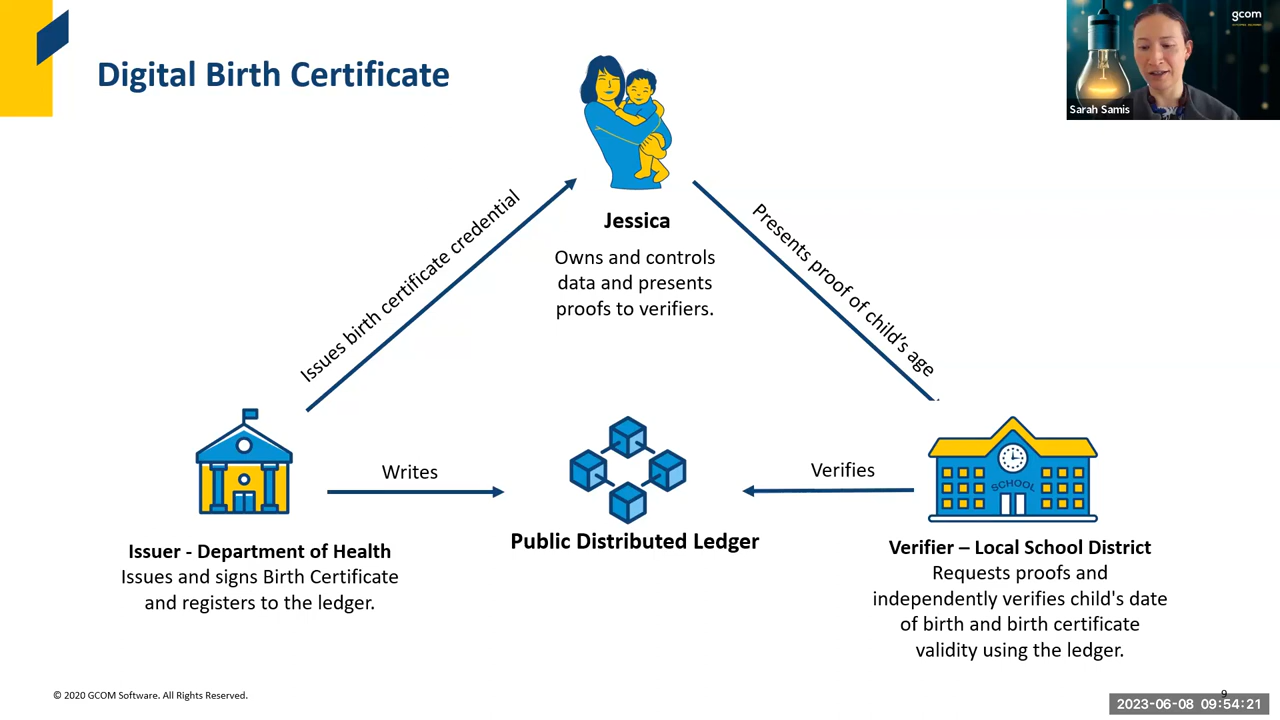 Digital Birth Certificate
gcom
Sarah Samis
Issues birth certificate credential
Presents proof of child's age
Jessica
Owns and controls
data and presents
proofs to verifiers.
Writes
Verifies
SCHOOL
Public Distributed Ledger
Issuer - Department of Health
Issues and signs Birth Certificate
and registers to the ledger.
Verifier – Local School District
Requests proofs and
independently verifies child's date
of birth and birth certificate
validity using the ledger.
© 2020 GCOM Software. All Rights Reserved.
9
2023-06-08 09:54:21